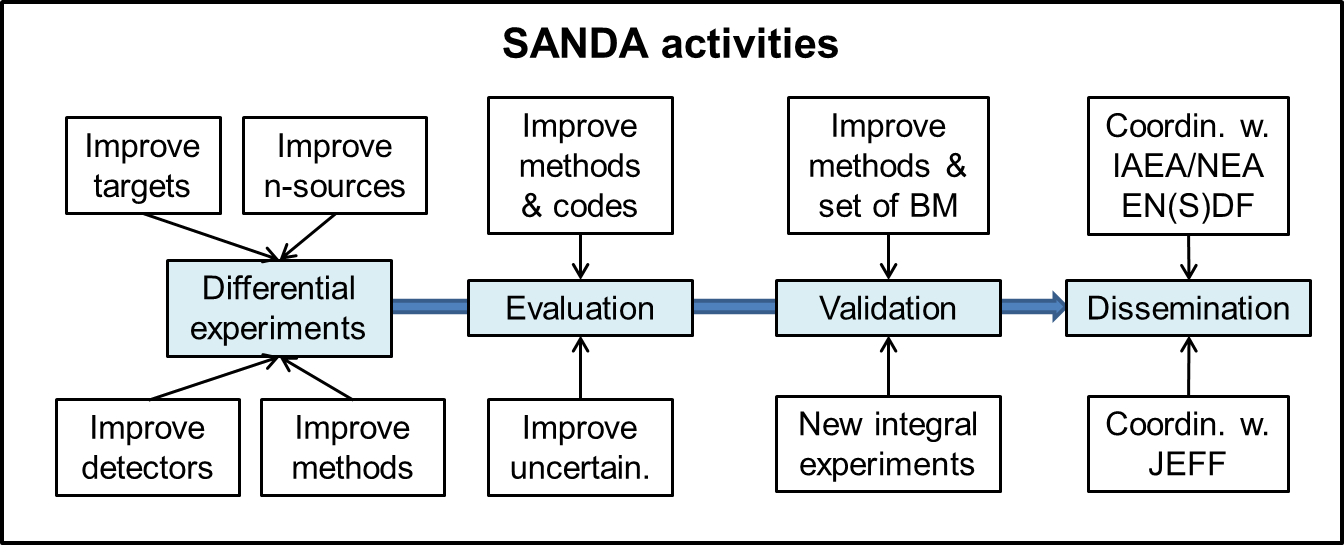 SANDA activities
Improve
targets
Improve
n-sources
Improve
methods
& codes
Improve
methods &
set of BM
Coordin. w.
IAEA/NEA
EN(S)DF
Differential
experiments
Evaluation
Validation
Dissemination
Improve
detectors
Improve
methods
Improve
uncertain.
New integral
experiments
Coordin. w.
JEFF